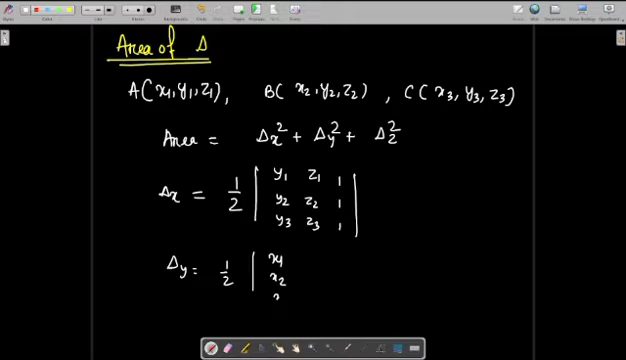 Area of Δ
A(x1,y1,z1), B(x2,y2,z2), C(x3,y3,z3)
Area = Δx² + Δy² + Δz²
Δx = 1/2 | y1 z1 1
y2 z2 1
y3 z3 1 |
Δy = 1/2 | x1
x2